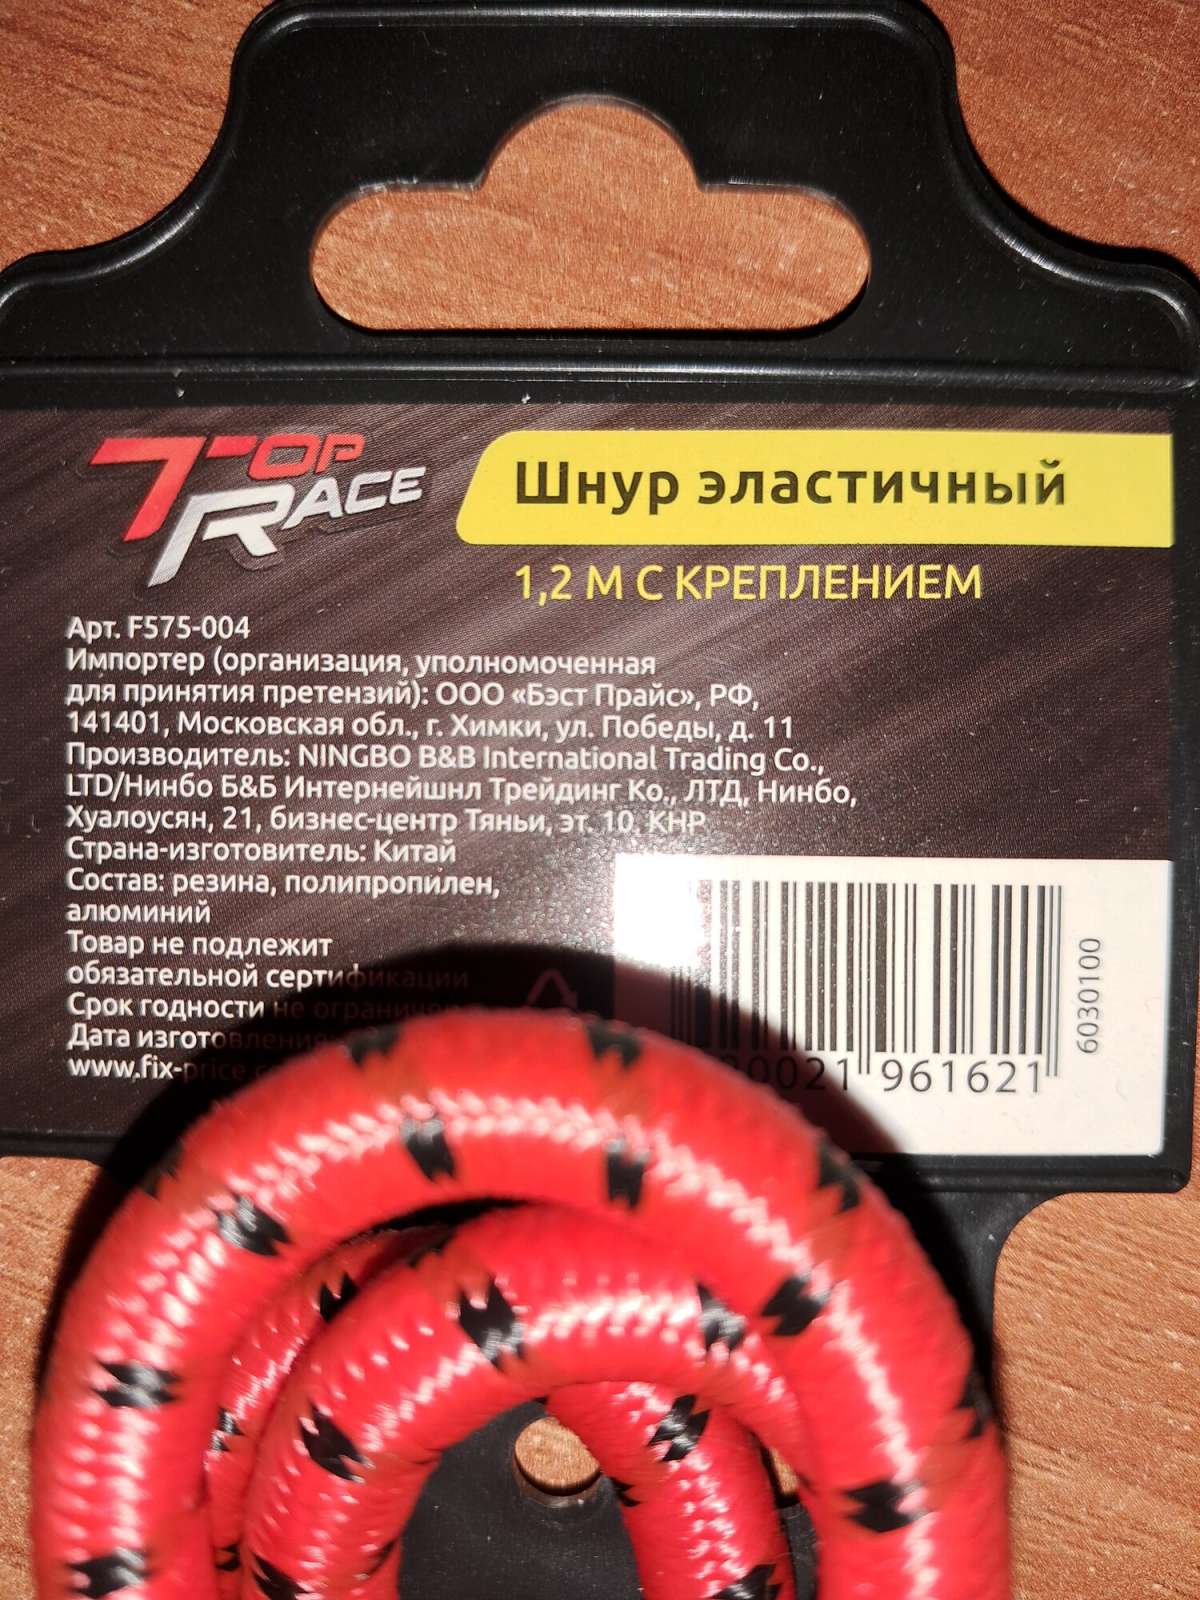 TOP
RACE
Шнур эластичный
1,2 М С КРЕПЛЕНИЕМ
Арт. F575-004
Импортер (организация, уполномоченная
для принятия претензий): ООО «Бэст Прайс», РФ,
141401, Московская обл., г. Химки, ул. Победы, д. 11
Производитель: NINGBO B&B International Trading Co.,
LTD/Нинбо Б&Б Интернейшнл Трейдинг Ко., ЛТД, Нинбо,
Хуалоусян, 21, бизнес-центр Тяньи, эт. 10, КНР
Страна-изготовитель: Китай
Состав: резина, полипропилен,
алюминий
Товар не подлежит
обязательной сертификации
Срок годности не ограничен
Дата изготовления:
www.fix-price.c
0021 961621
6030100